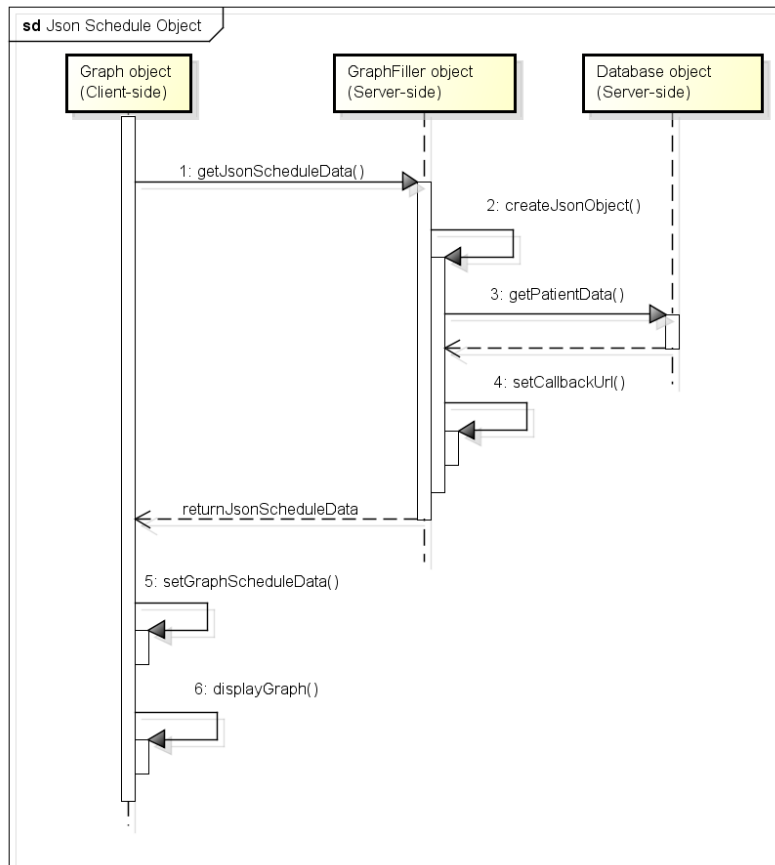 sd Json Schedule Object
Graph object
(Client-side)
GraphFiller object
(Server-side)
Database object
(Server-side)
1: getJsonScheduleData()
2: createJsonObject()
3: getPatientData()
4: setCallbackUrl()
returnJsonScheduleData
5: setGraphScheduleData()
6: displayGraph()